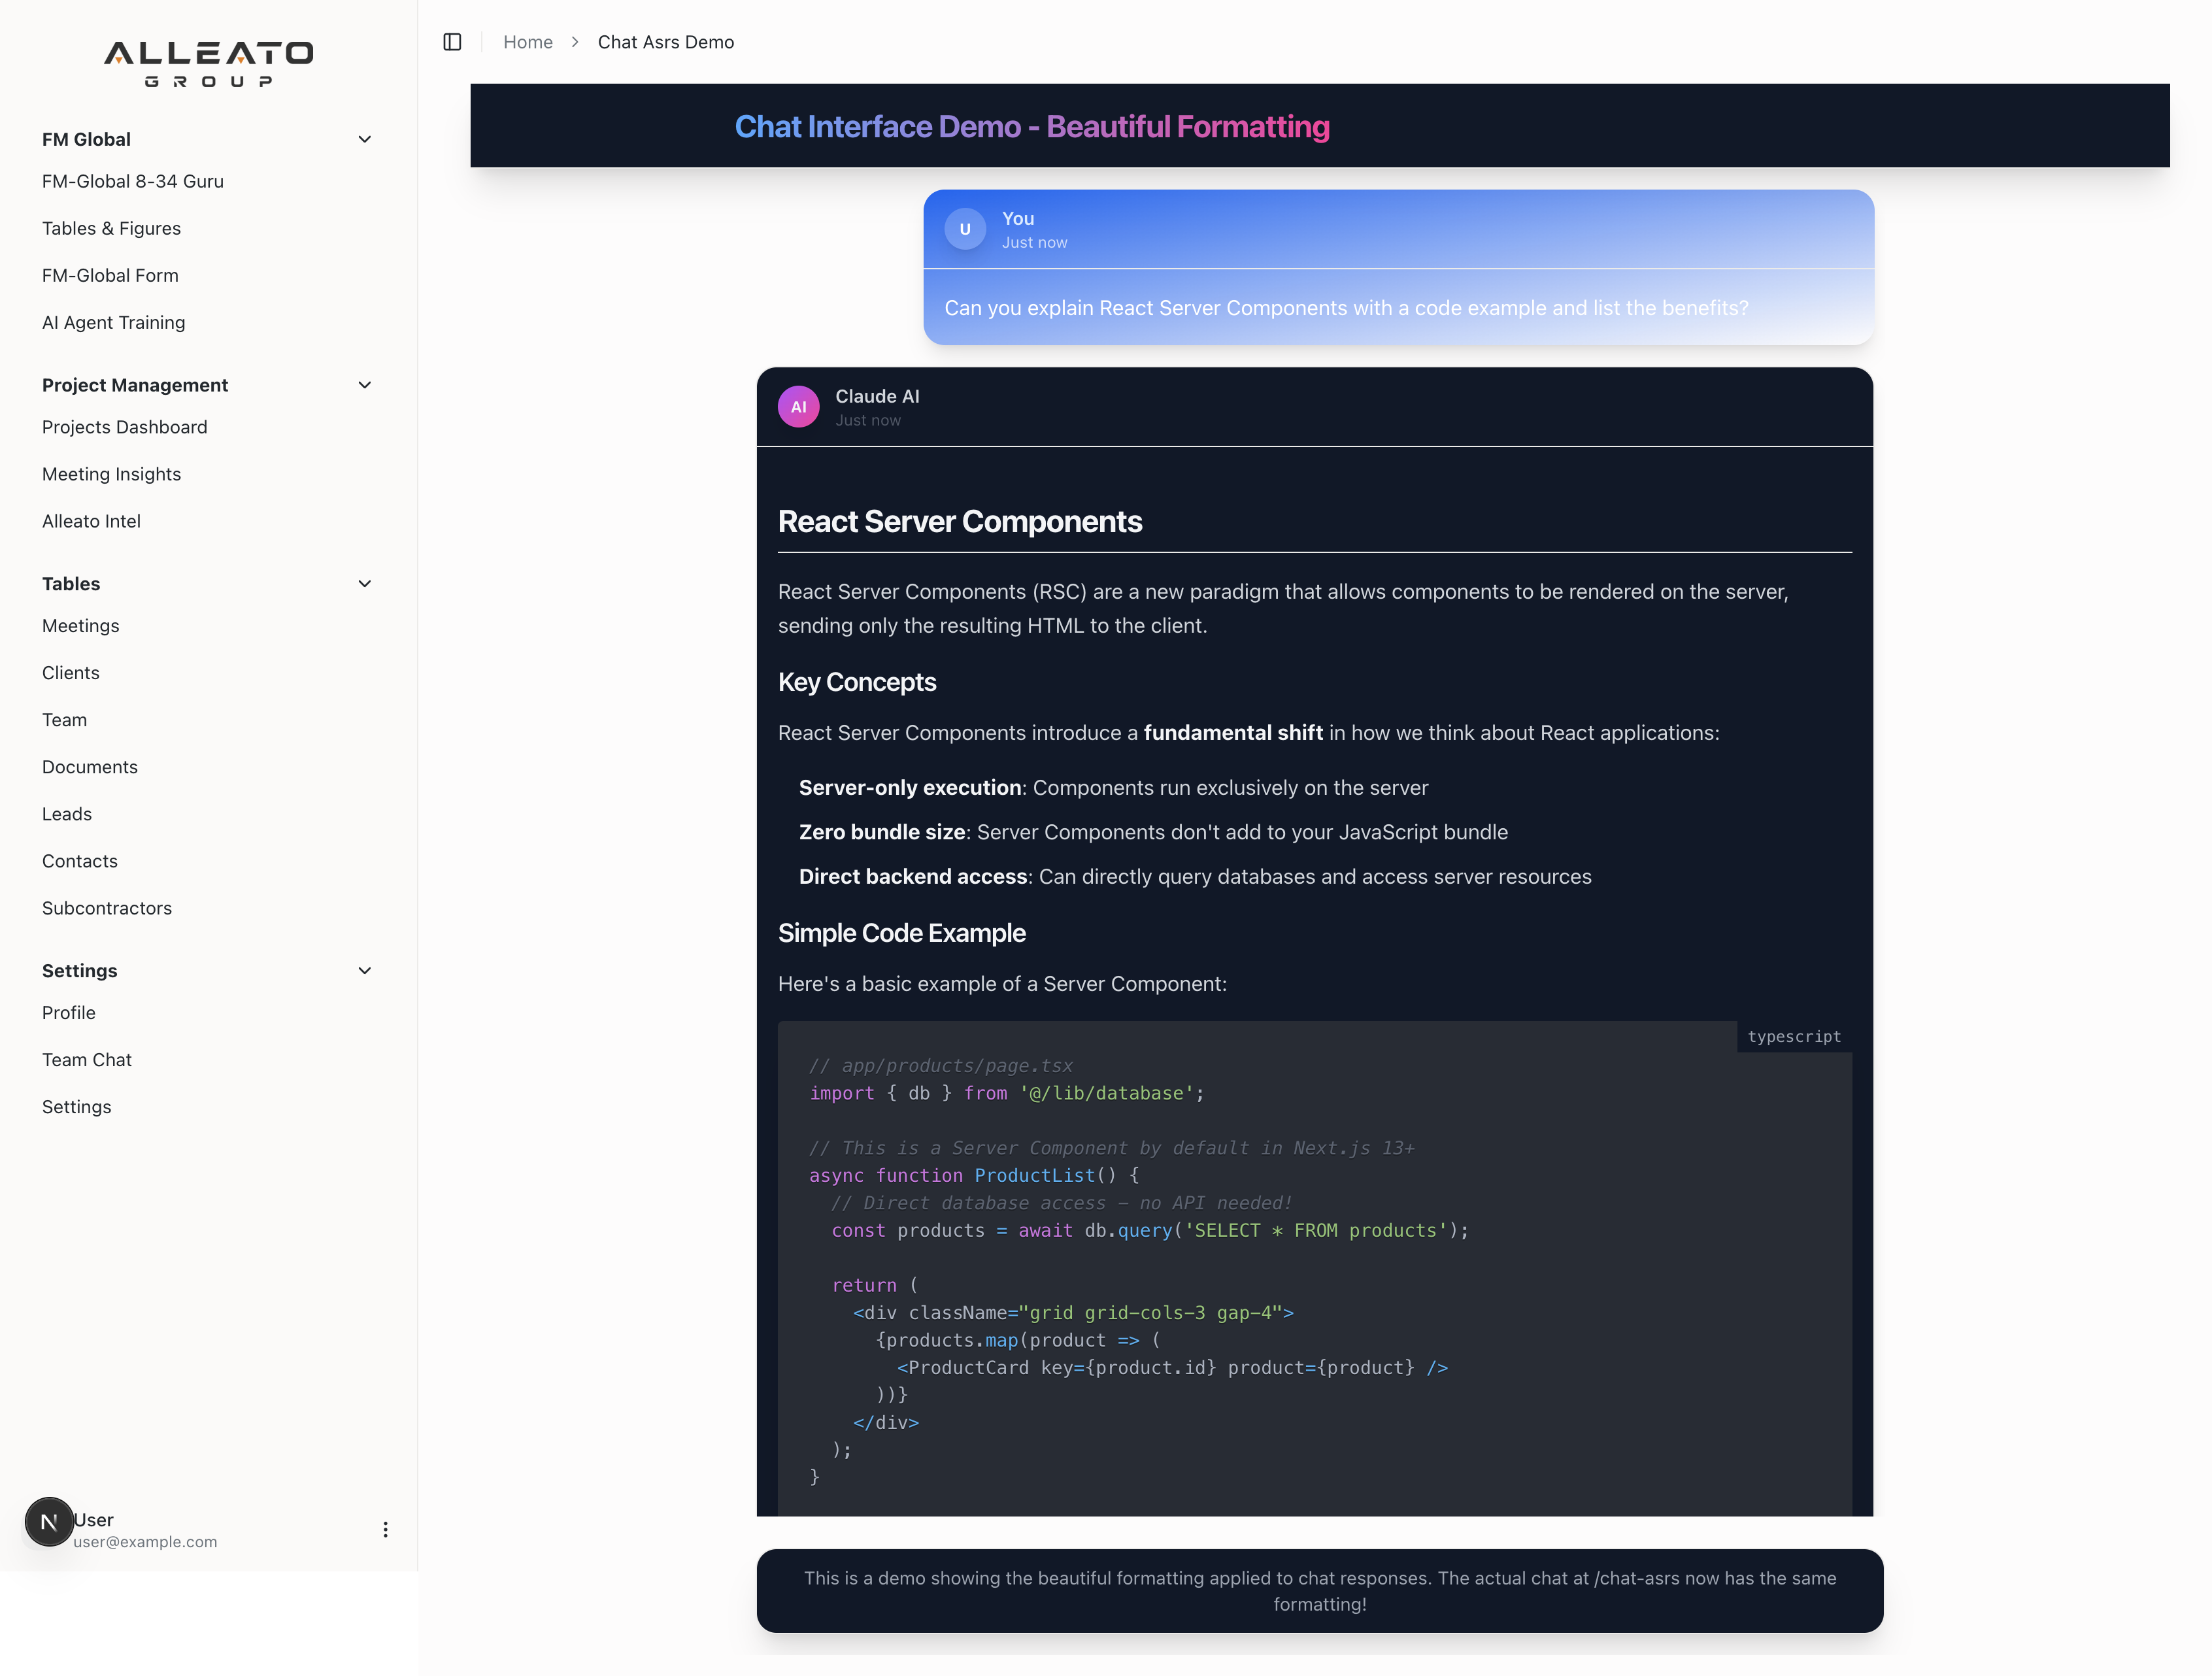 ALLEATO
GROUP
FM Global
FM-Global 8-34 Guru
Tables & Figures
FM-Global Form
AI Agent Training
Project Management
Projects Dashboard
Meeting Insights
Alleato Intel
Tables
Meetings
Clients
Team
Documents
Leads
Contacts
Subcontractors
Settings
Profile
Team Chat
Settings
N
User
user@example.com
Home > Chat Asrs Demo
Chat Interface Demo - Beautiful Formatting
U
You
Just now
Can you explain React Server Components with a code example and list the benefits?
AI
Claude AI
Just now
React Server Components
React Server Components (RSC) are a new paradigm that allows components to be rendered on the server,
sending only the resulting HTML to the client.
Key Concepts
React Server Components introduce a fundamental shift in how we think about React applications:
Server-only execution: Components run exclusively on the server
Zero bundle size: Server Components don't add to your JavaScript bundle
Direct backend access: Can directly query databases and access server resources
Simple Code Example
Here's a basic example of a Server Component:
typescript
// app/products/page.tsx
import { db } from '@/lib/database';
// This is a Server Component by default in Next.js 13+
async function ProductList() {
  // Direct database access – no API needed!
  const products = await db.query('SELECT * FROM products');
  return (
    <div className="grid grid-cols-3 gap-4">
      {products.map(product => (
        <ProductCard key={product.id} product={product} />
      ))}
    </div>
  );
}
This is a demo showing the beautiful formatting applied to chat responses. The actual chat at /chat-asrs now has the same
formatting!